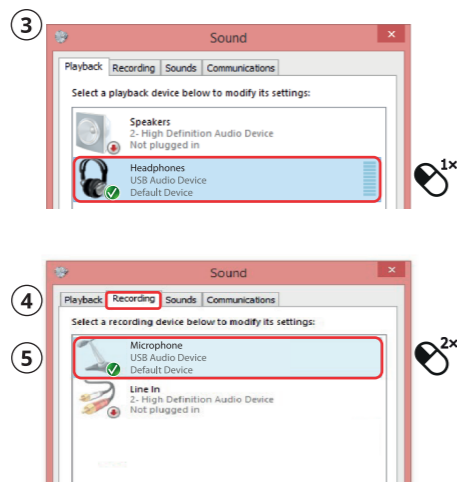 3
Sound
Playback Recording Sounds Communications
Select a playback device below to modify its settings:
Speakers
2- High Definition Audio Device
Not plugged in
Headphones
USB Audio Device
Default Device
1×
Sound
4
Playback Recording Sounds Communications
Select a recording device below to modify its settings:
5
Microphone
USB Audio Device
Default Device
2×
Line In
2- High Definition Audio Device
Not plugged in